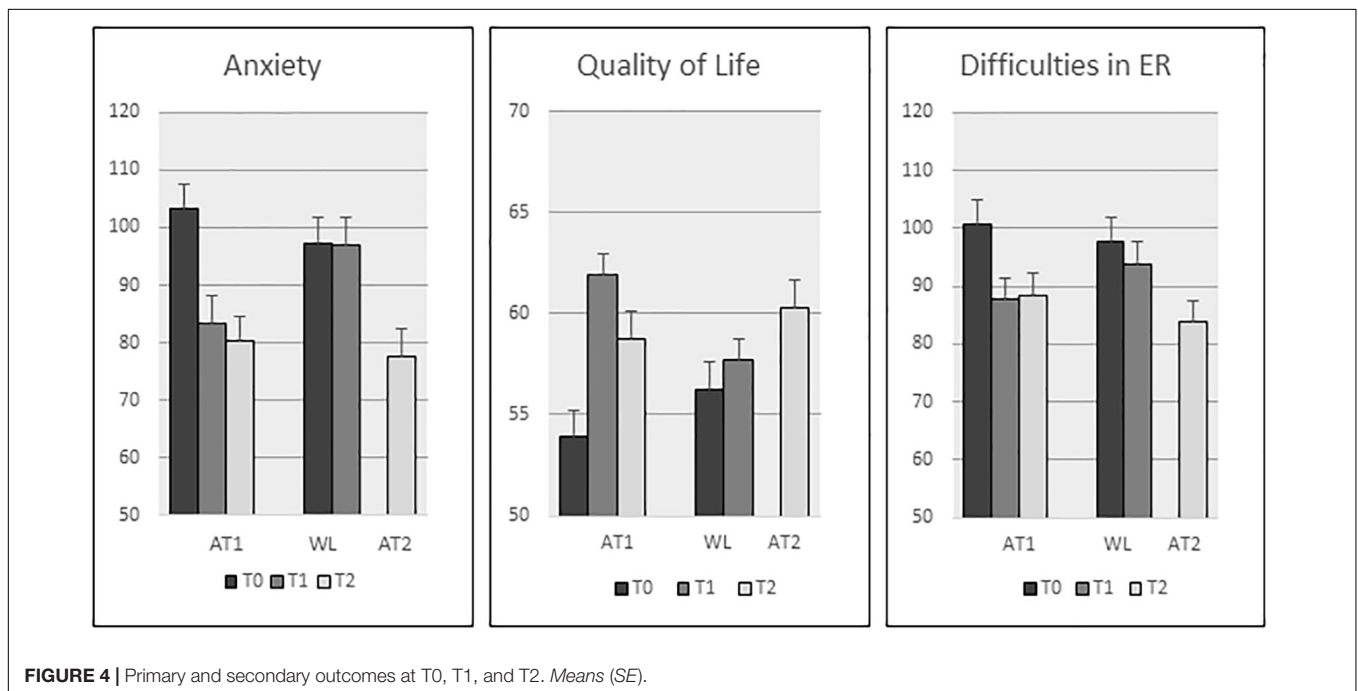 Anxiety
120
110
100
90
80
70
60
50
AT1 WL AT2
T0 T1 T2
Quality of Life
70
65
60
55
50
AT1 WL AT2
T0 T1 T2
Difficulties in ER
120
110
100
90
80
70
60
50
AT1 WL AT2
T0 T1 T2
FIGURE 4 | Primary and secondary outcomes at T0, T1, and T2. Means (SE).